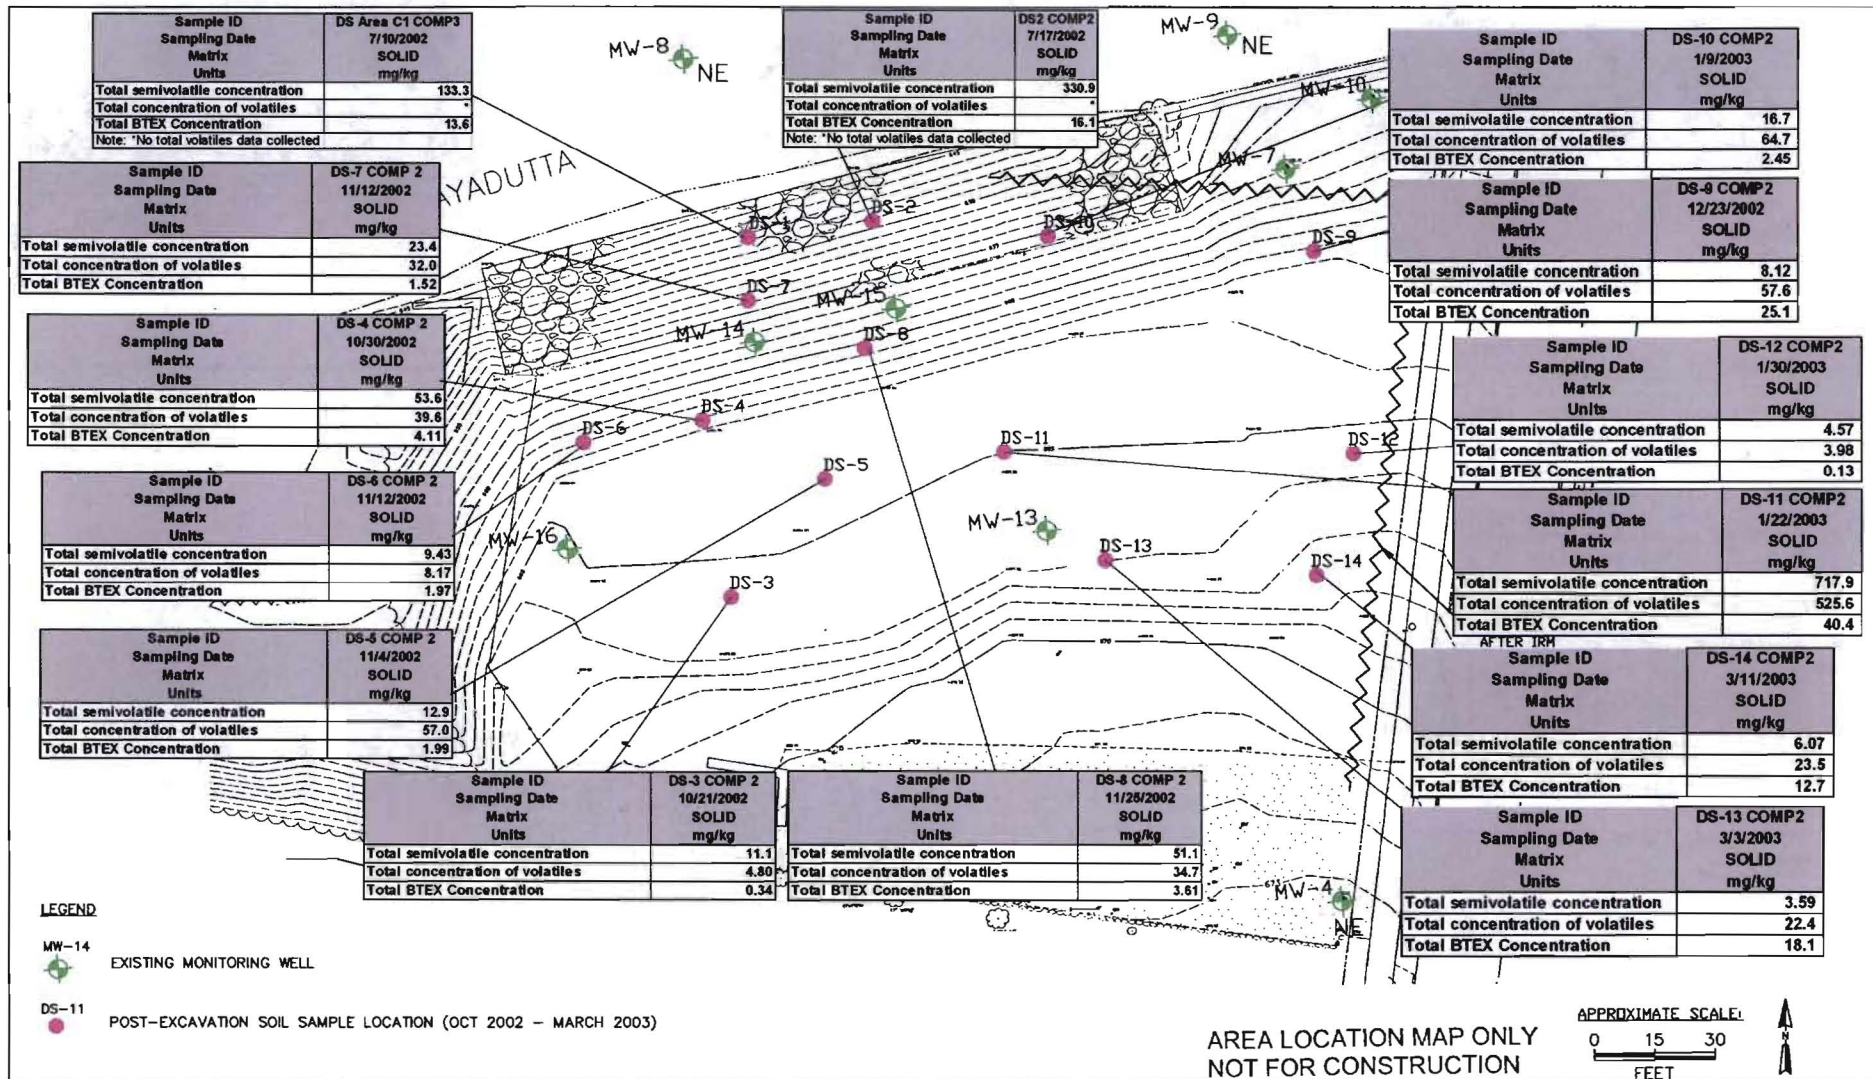 Sample ID DS Area C1 COMP3
Sampling Date 7/10/2002
Matrix SOLID
Units mg/kg
Total semivolatile concentration 133.3
Total concentration of volatiles *
Total BTEX Concentration 13.6
Note: *No total volatiles data collected
MW-8
NE
Sample ID DS2 COMP2
Sampling Date 7/17/2002
Matrix SOLID
Units mg/kg
Total semivolatile concentration 330.9
Total concentration of volatiles *
Total BTEX Concentration 16.1
Note: *No total volatiles data collected
MW-9
NE
Sample ID DS-10 COMP2
Sampling Date 1/9/2003
Matrix SOLID
Units mg/kg
Total semivolatile concentration 16.7
Total concentration of volatiles 64.7
Total BTEX Concentration 2.45
MW-10
MW-7
AYADUTTA
Sample ID DS-7 COMP 2
Sampling Date 11/12/2002
Matrix SOLID
Units mg/kg
Total semivolatile concentration 23.4
Total concentration of volatiles 32.0
Total BTEX Concentration 1.52
DS-1
DS-2
DS-10
DS-9
Sample ID DS-9 COMP2
Sampling Date 12/23/2002
Matrix SOLID
Units mg/kg
Total semivolatile concentration 8.12
Total concentration of volatiles 57.6
Total BTEX Concentration 25.1
DS-7
MW-15
MW-14
DS-8
Sample ID DS-4 COMP 2
Sampling Date 10/30/2002
Matrix SOLID
Units mg/kg
Total semivolatile concentration 53.6
Total concentration of volatiles 39.6
Total BTEX Concentration 4.11
DS-4
DS-6
DS-5
DS-11
DS-12
Sample ID DS-12 COMP2
Sampling Date 1/30/2003
Matrix SOLID
Units mg/kg
Total semivolatile concentration 4.57
Total concentration of volatiles 3.98
Total BTEX Concentration 0.13
Sample ID DS-6 COMP 2
Sampling Date 11/12/2002
Matrix SOLID
Units mg/kg
Total semivolatile concentration 9.43
Total concentration of volatiles 8.17
Total BTEX Concentration 1.97
MW-16
MW-13
DS-13
DS-14
DS-3
Sample ID DS-11 COMP2
Sampling Date 1/22/2003
Matrix SOLID
Units mg/kg
Total semivolatile concentration 717.9
Total concentration of volatiles 525.6
Total BTEX Concentration 40.4
AFTER IRM
Sample ID DS-5 COMP 2
Sampling Date 11/4/2002
Matrix SOLID
Units mg/kg
Total semivolatile concentration 12.9
Total concentration of volatiles 57.0
Total BTEX Concentration 1.99
Sample ID DS-14 COMP2
Sampling Date 3/11/2003
Matrix SOLID
Units mg/kg
Total semivolatile concentration 6.07
Total concentration of volatiles 23.5
Total BTEX Concentration 12.7
Sample ID DS-3 COMP 2
Sampling Date 10/21/2002
Matrix SOLID
Units mg/kg
Total semivolatile concentration 11.1
Total concentration of volatiles 4.80
Total BTEX Concentration 0.34
Sample ID DS-8 COMP 2
Sampling Date 11/25/2002
Matrix SOLID
Units mg/kg
Total semivolatile concentration 51.1
Total concentration of volatiles 34.7
Total BTEX Concentration 3.61
MW-4
NE
Sample ID DS-13 COMP2
Sampling Date 3/3/2003
Matrix SOLID
Units mg/kg
Total semivolatile concentration 3.59
Total concentration of volatiles 22.4
Total BTEX Concentration 18.1
LEGEND
MW-14
EXISTING MONITORING WELL
DS-11
POST-EXCAVATION SOIL SAMPLE LOCATION (OCT 2002 - MARCH 2003)
AREA LOCATION MAP ONLY
NOT FOR CONSTRUCTION
APPROXIMATE SCALE:
0 15 30
FEET
N